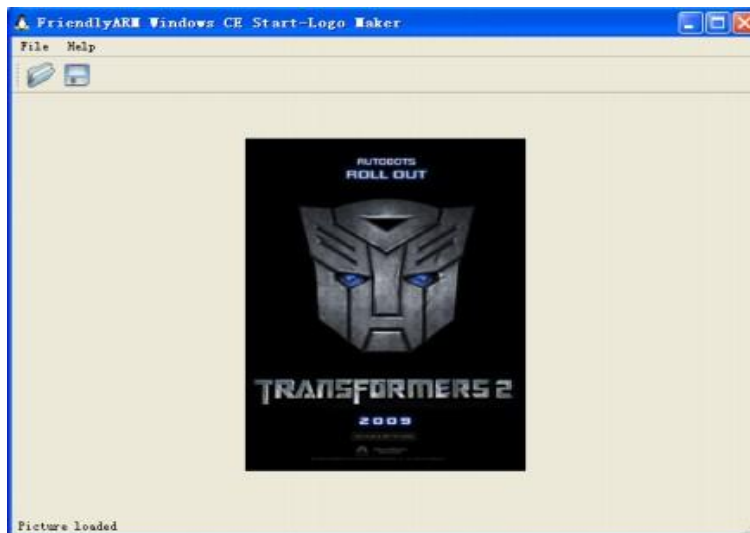 FriendlyARM Windows CE Start-Logo Maker
File Help
AUTOBOTS
ROLL OUT
TRANSFORMERS 2
2009
Picture loaded